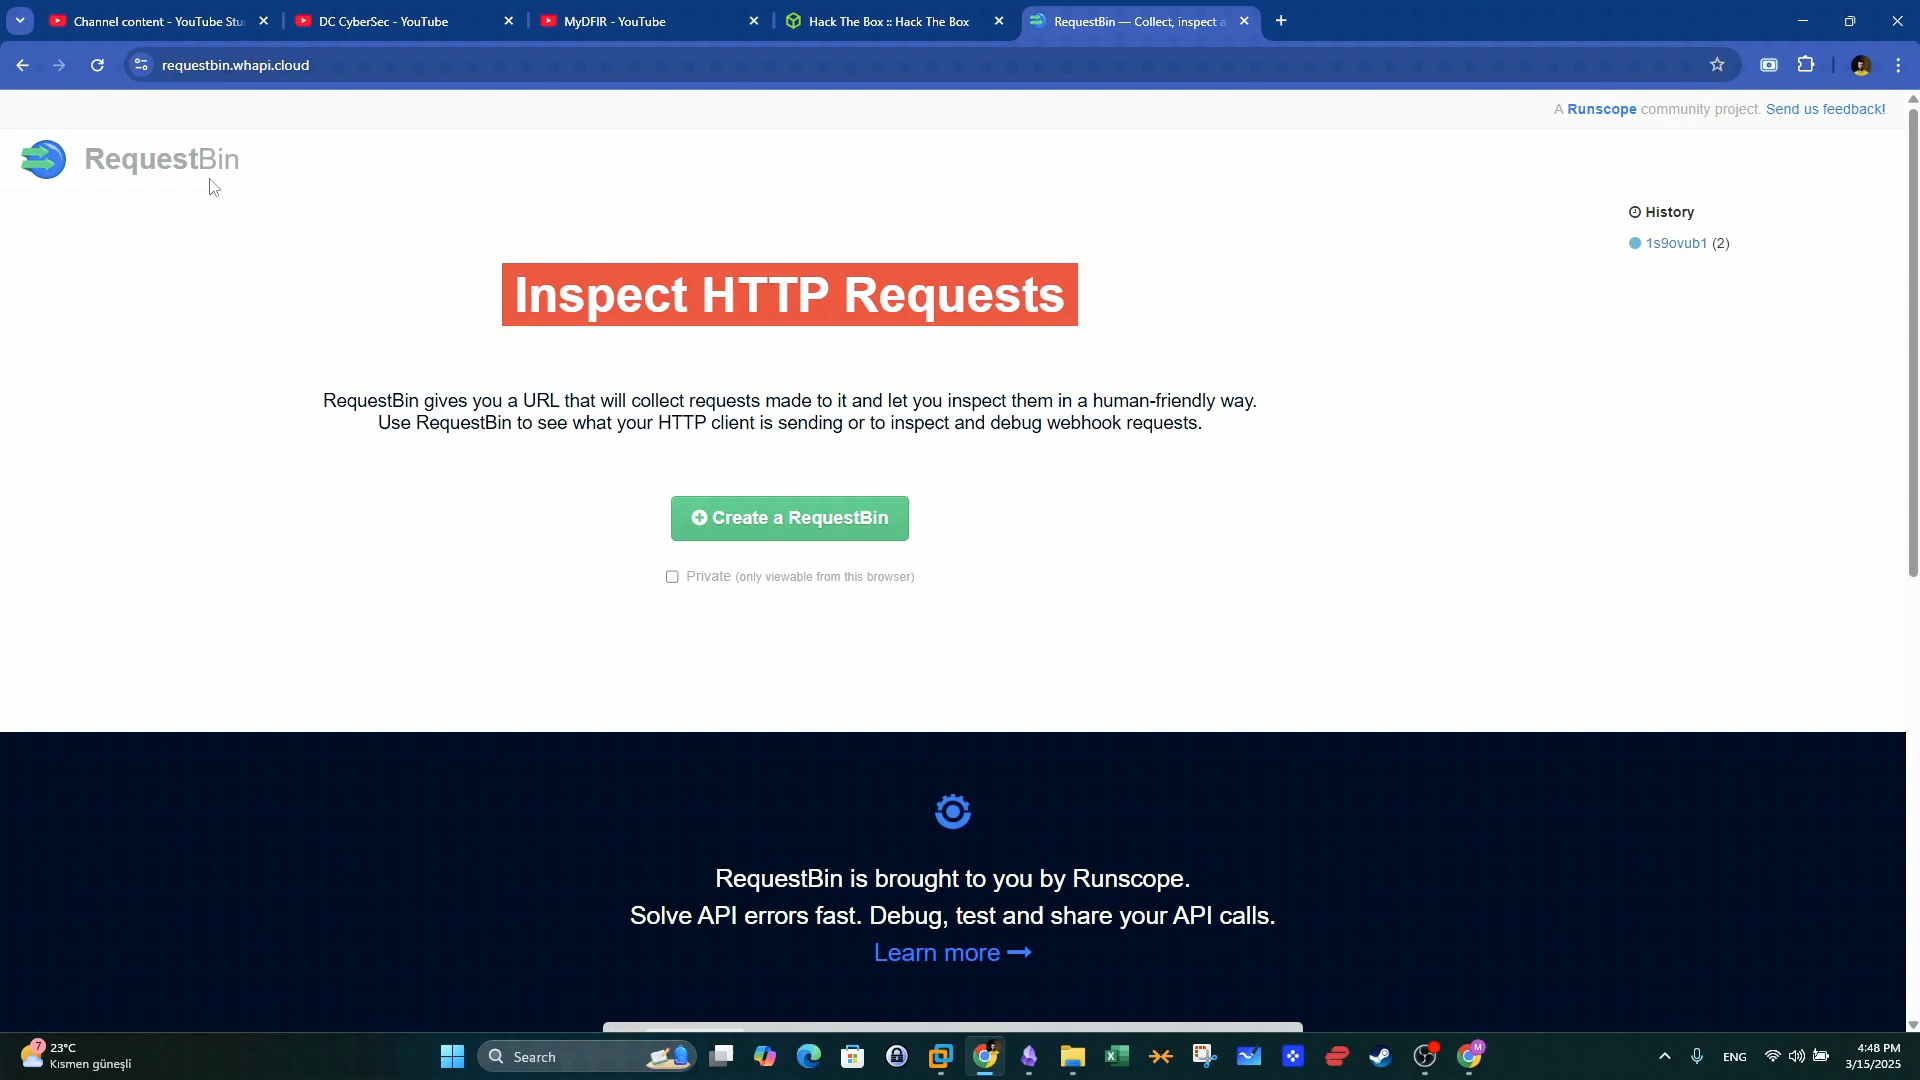 Channel content - YouTube Stu
DC CyberSec - YouTube
MyDFIR - YouTube
Hack The Box :: Hack The Box
RequestBin — Collect, inspect a
requestbin.whapi.cloud
A Runscope community project. Send us feedback!
RequestBin
History
1s9ovub1 (2)
Inspect HTTP Requests
RequestBin gives you a URL that will collect requests made to it and let you inspect them in a human-friendly way.
Use RequestBin to see what your HTTP client is sending or to inspect and debug webhook requests.
Create a RequestBin
Private (only viewable from this browser)
RequestBin is brought to you by Runscope.
Solve API errors fast. Debug, test and share your API calls.
Learn more
7
23°C
Kısmen güneşli
Search
M
ENG
4:48 PM
3/15/2025